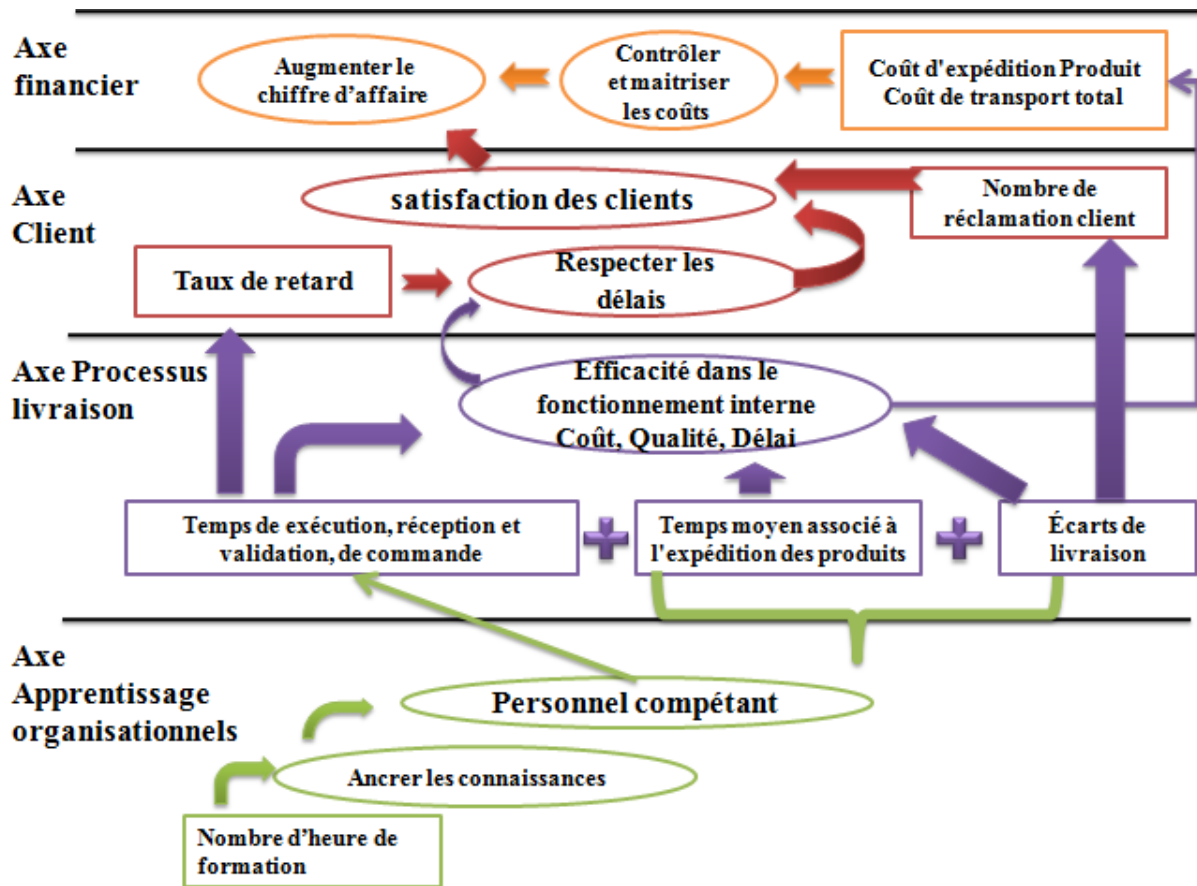 Axe
financier
Augmenter le
chiffre d’affaire
Contrôler
et maitriser
les coûts
Coût d'expédition Produit
Coût de transport total
Axe
Client
satisfaction des clients
Nombre de
réclamation client
Taux de retard
Respecter les
délais
Axe Processus
livraison
Efficacité dans le
fonctionnement interne
Coût, Qualité, Délai
Temps de exécution, réception et
validation, de commande
Temps moyen associé à
l'expédition des produits
Écarts de
livraison
Axe
Apprentissage
organisationnels
Personnel compétant
Ancrer les connaissances
Nombre d’heure de
formation